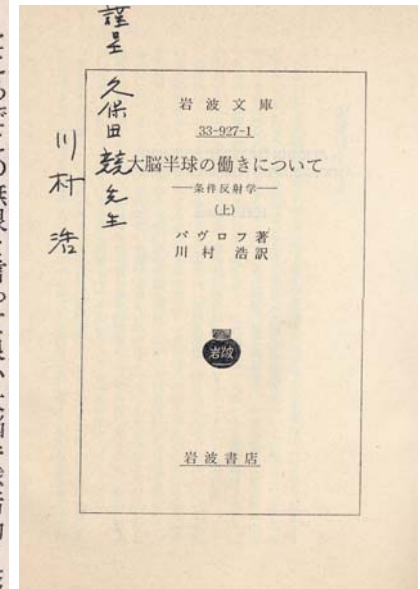 謹呈
久保田競先生
川村浩
岩波文庫
33-927-1
大脳半球の働きについて
——条件反射学——
(上)
パヴロフ著
川村浩訳
岩波
岩波書店